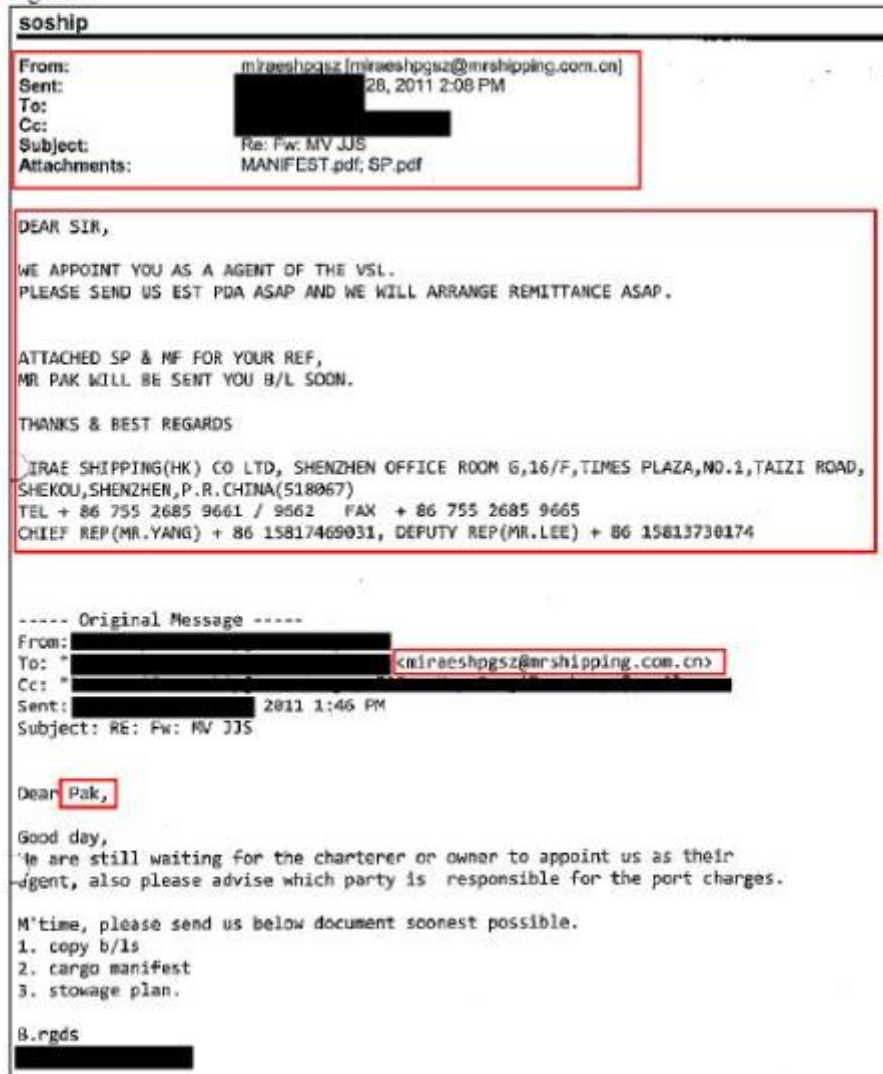 soship
From: miraeshpgsz [miraeshpgsz@mrshipping.com.cn]
Sent: 28, 2011 2:08 PM
To:
Cc:
Subject: Re: Fw: MV JJS
Attachments: MANIFEST.pdf; SP.pdf
DEAR SIR,
WE APPOINT YOU AS A AGENT OF THE VSL.
PLEASE SEND US EST PDA ASAP AND WE WILL ARRANGE REMITTANCE ASAP.
ATTACHED SP & MF FOR YOUR REF,
MR PAK WILL BE SENT YOU B/L SOON.
THANKS & BEST REGARDS
IRAE SHIPPING(HK) CO LTD, SHENZHEN OFFICE ROOM G,16/F,TIMES PLAZA,NO.1,TAIZI ROAD,
SHEKOU,SHENZHEN,P.R.CHINA(518067)
TEL + 86 755 2685 9661 / 9662 FAX + 86 755 2685 9665
CHIEF REP(MR.YANG) + 86 15817469031, DEPUTY REP(MR.LEE) + 86 15813730174
----- Original Message -----
From:
To: " <miraeshpgsz@mrshipping.com.cn>
Cc: "
Sent: 2011 1:46 PM
Subject: RE: Fw: MV JJS
Dear Pak,
Good day,
We are still waiting for the charterer or owner to appoint us as their
agent, also please advise which party is responsible for the port charges.
M'time, please send us below document soonest possible.
1. copy b/ls
2. cargo manifest
3. stowage plan.
B.rgds